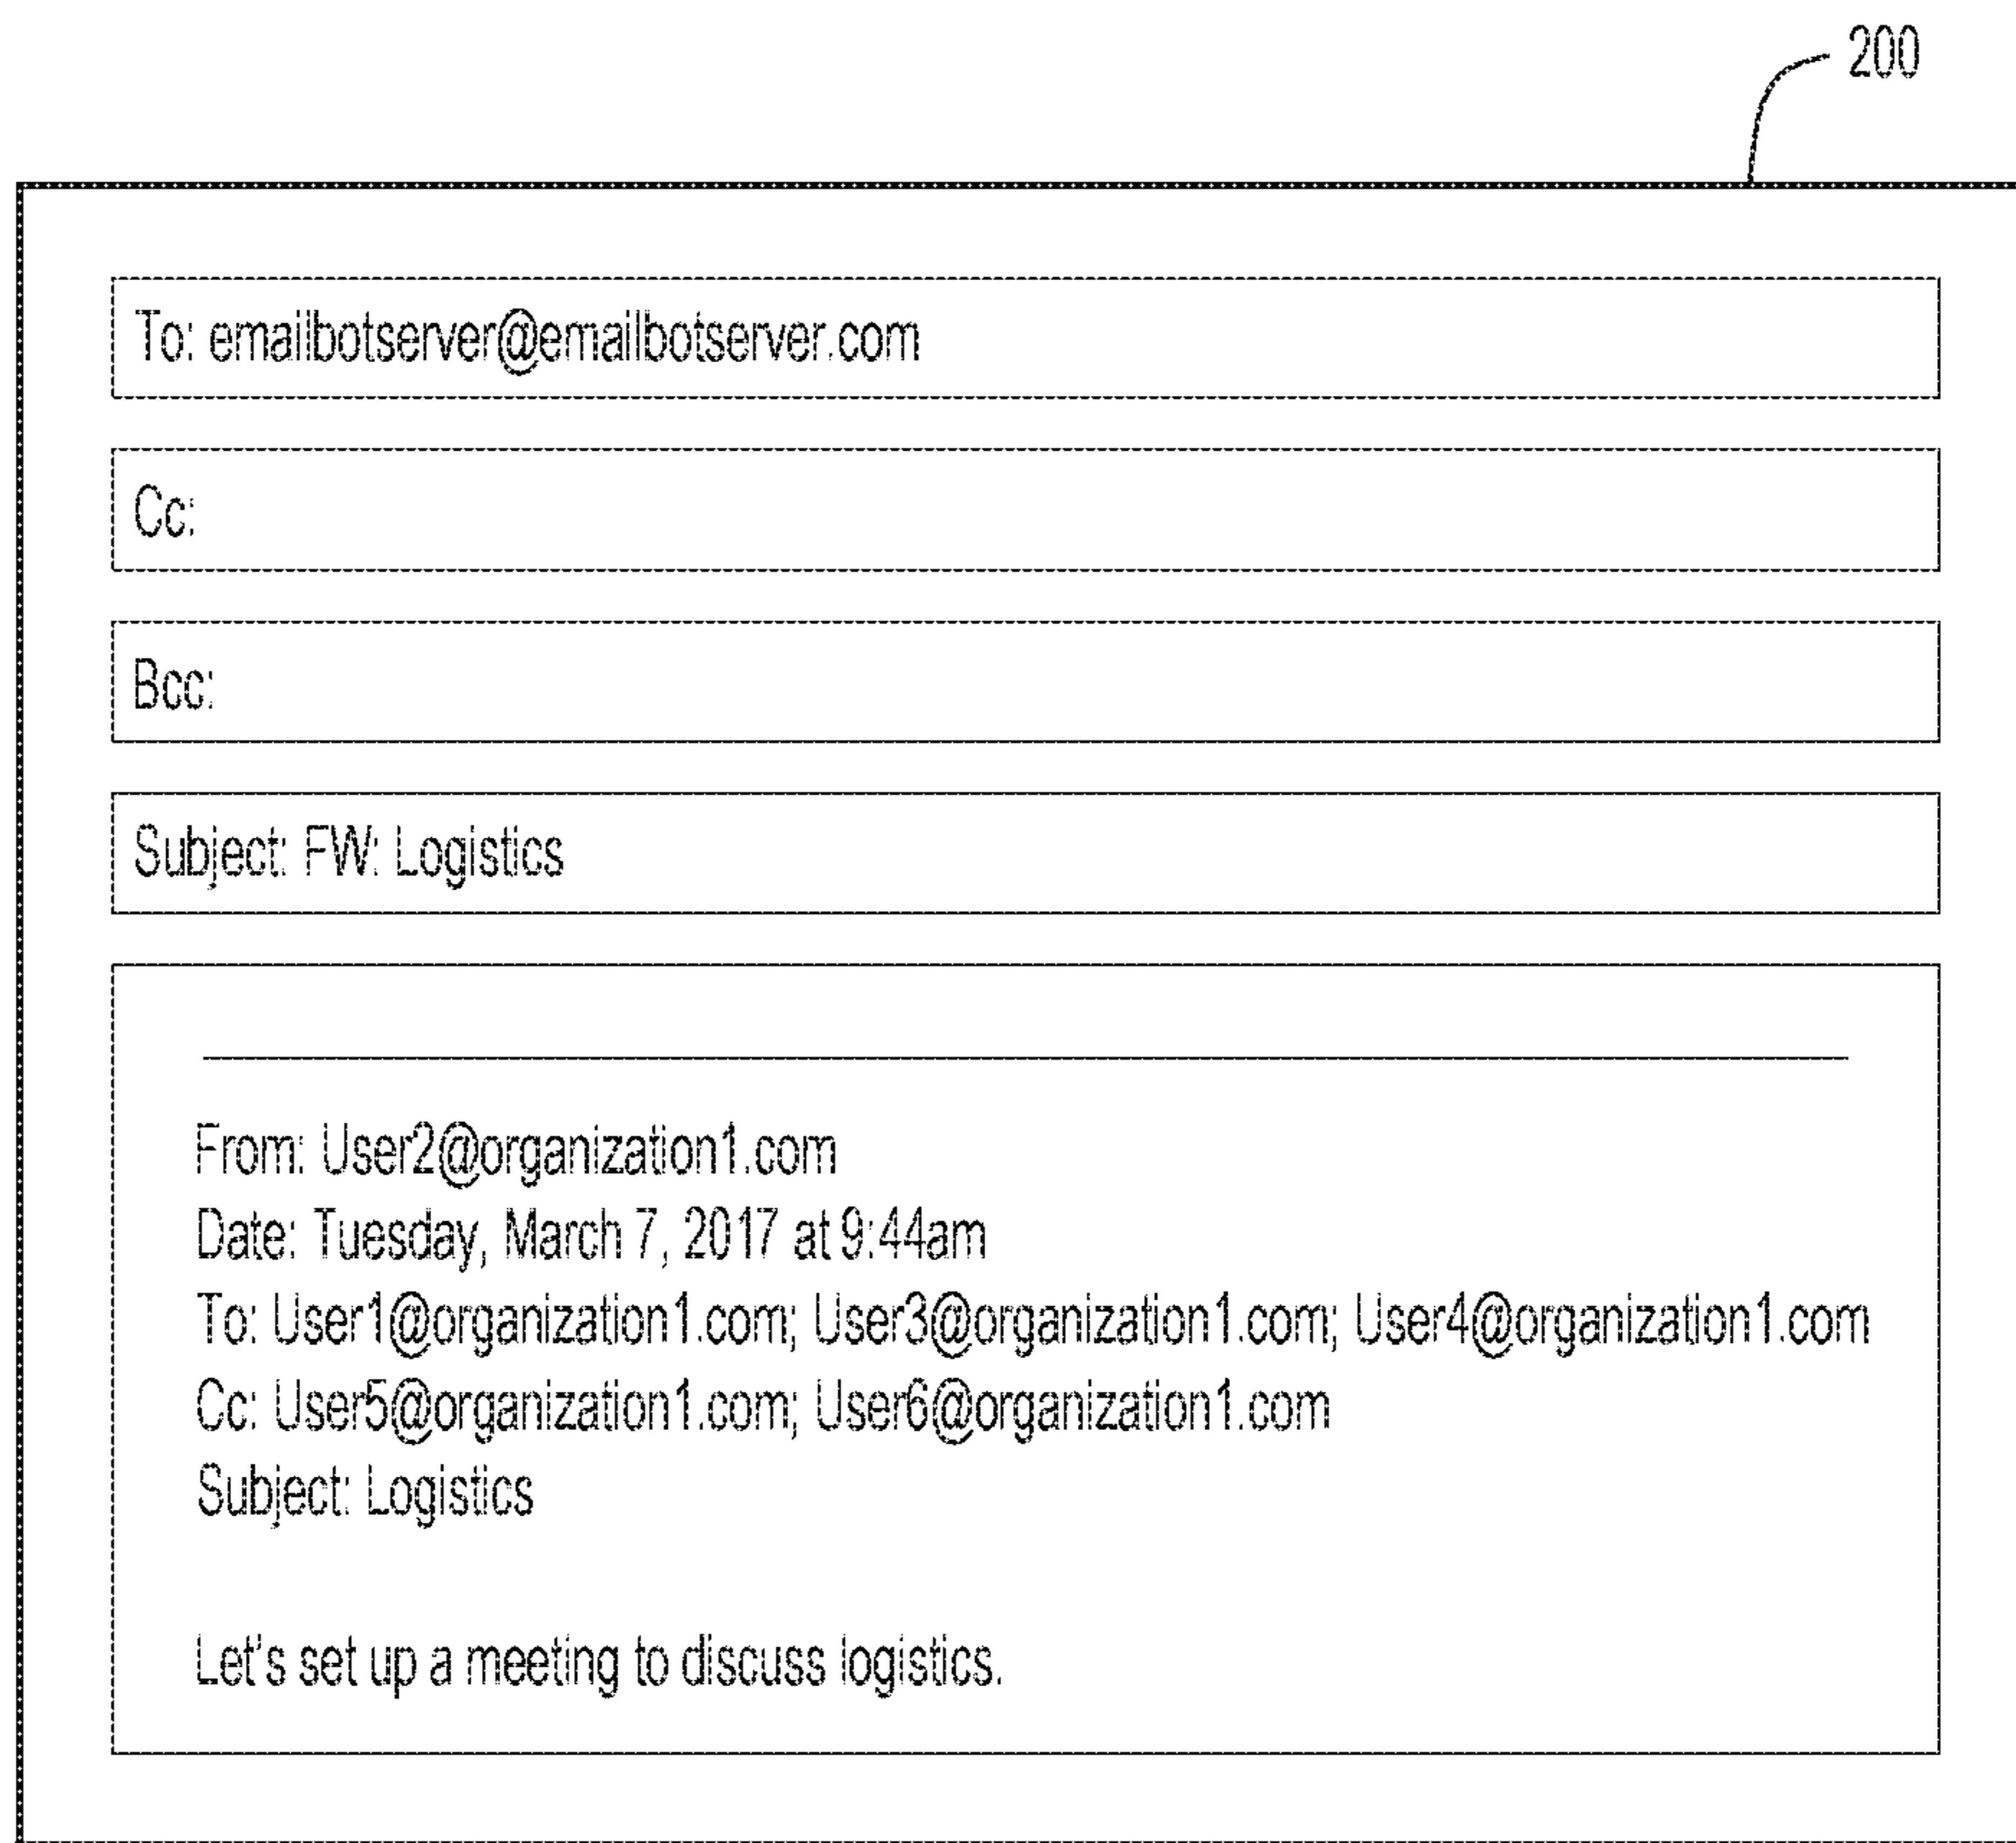 200
To: emailbotserver@emailbotserver.com
Cc:
Bcc:
Subject: FW: Logistics
From: User2@organization1.com
Date: Tuesday, March 7, 2017 at 9:44am
To: User1@organization1.com; User3@organization1.com; User4@organization1.com
Cc: User5@organization1.com; User6@organization1.com
Subject: Logistics
Let's set up a meeting to discuss logistics.